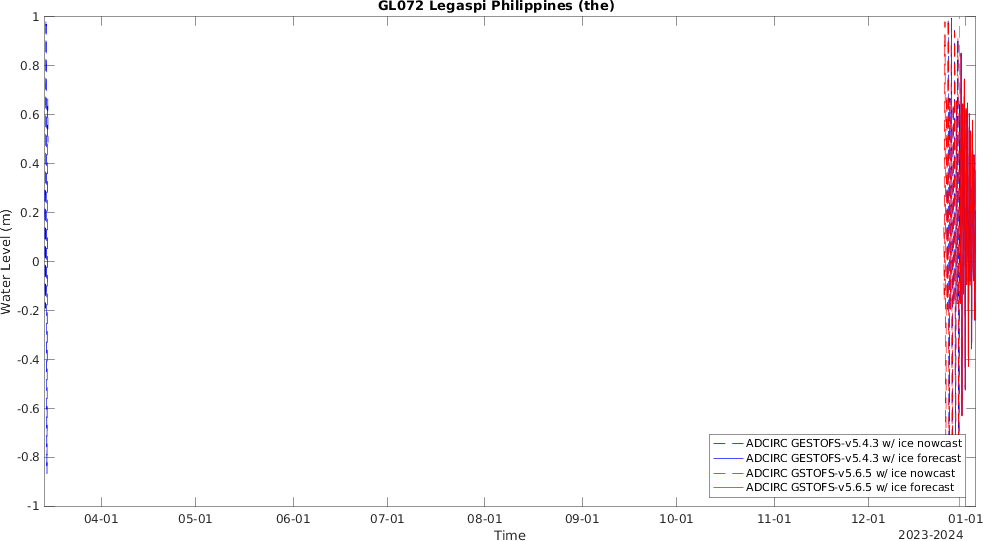 GL072 Legaspi Philippines (the)
Water Level (m)
1
0.8
0.6
0.4
0.2
0
-0.2
-0.4
-0.6
-0.8
-1
ADCIRC GESTOFS-v5.4.3 w/ ice nowcast
ADCIRC GESTOFS-v5.4.3 w/ ice forecast
ADCIRC GSTOFS-v5.6.5 w/ ice nowcast
ADCIRC GSTOFS-v5.6.5 w/ ice forecast
04-01 05-01 06-01 07-01 08-01 09-01 10-01 11-01 12-01 01-01
Time
2023-2024